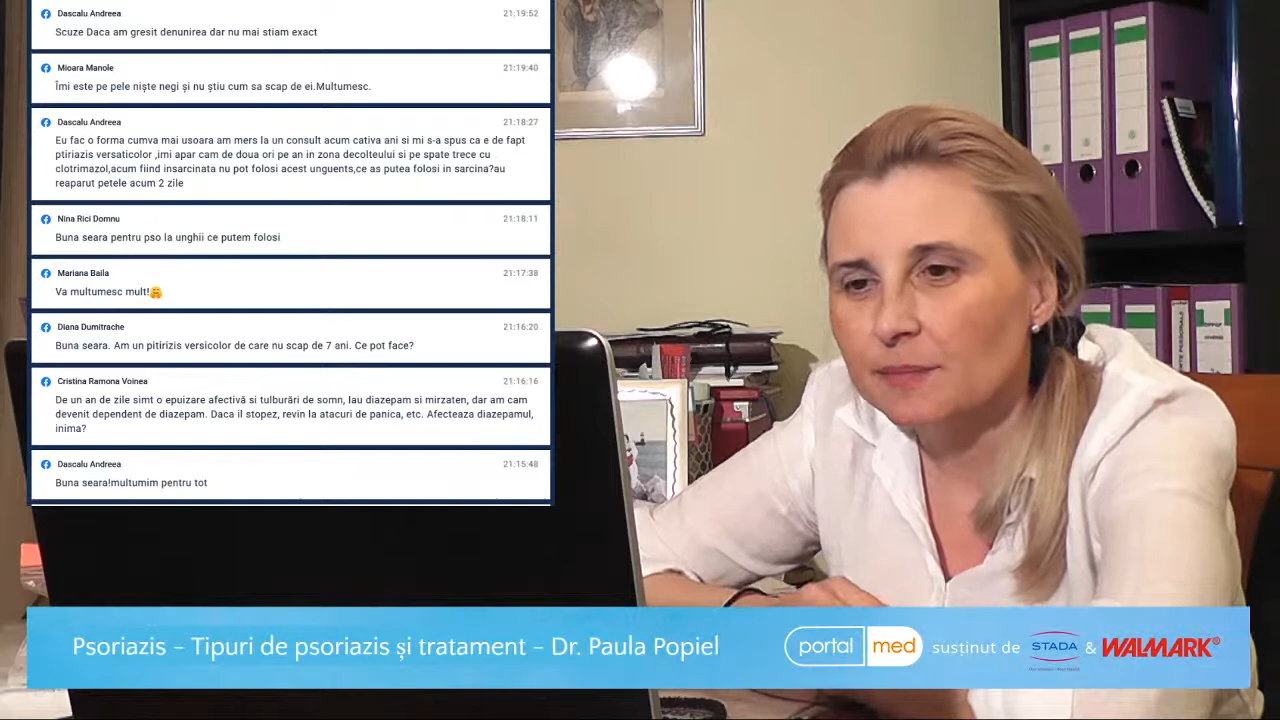 Dascalu Andreea
21:19:52
Scuze Daca am gresit denunirea dar nu mai stiam exact
Mioara Manole
21:19:40
Îmi este pe pele niște negi și nu știu cum sa scap de ei.Multumesc.
Dascalu Andreea
21:18:27
Eu fac o forma cumva mai usoara am mers la un consult acum cativa ani si mi s-a spus ca e de fapt
ptiriazis versaticolor ,imi apar cam de doua ori pe an in zona decolteului si pe spate trece cu
clotrimazol,acum fiind insarcinata nu pot folosi acest unguents,ce as putea folosi in sarcina?au
reaparut petele acum 2 zile
Nina Rici Domnu
21:18:11
Buna seara pentru pso la unghii ce putem folosi
Mariana Baila
21:17:38
Va multumesc mult!🤗
Diana Dumitrache
21:16:20
Buna seara. Am un pitirizis versicolor de care nu scap de 7 ani. Ce pot face?
Cristina Ramona Voinea
21:16:16
De un an de zile simt o epuizare afectivă si tulburări de somn, Iau diazepam si mirzaten, dar am cam
devenit dependent de diazepam. Daca il stopez, revin la atacuri de panica, etc. Afecteaza diazepamul,
inima?
Dascalu Andreea
21:15:48
Buna seara!multumim pentru tot
Psoriazis – Tipuri de psoriazis și tratament – Dr. Paula Popiel
portal med susținut de STADA & WALMARK®